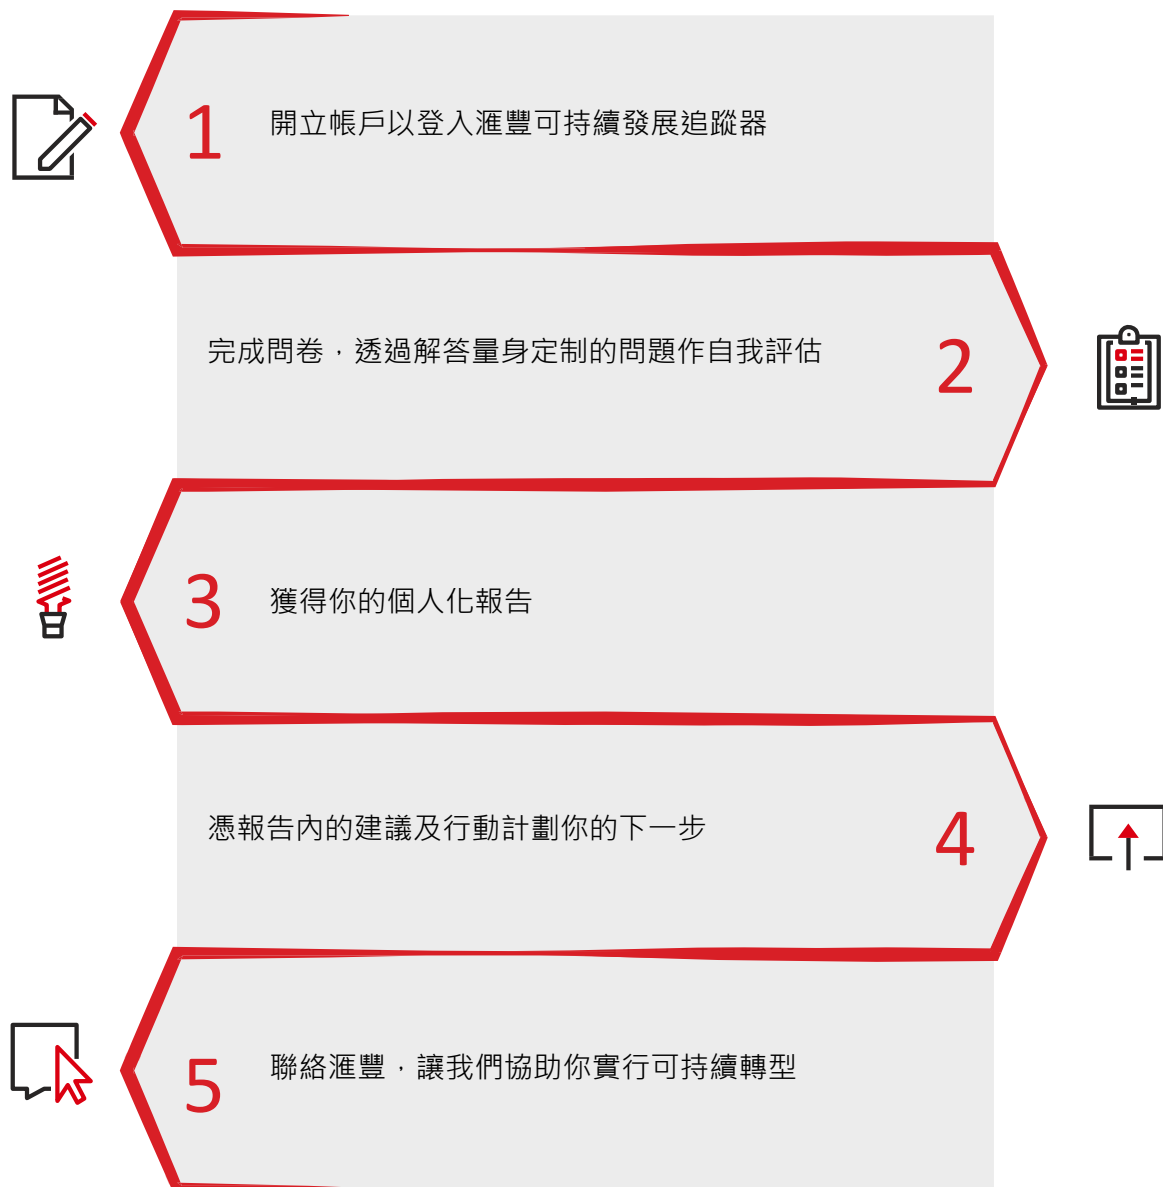 1
開立帳戶以登入滙豐可持續發展追蹤器
完成問卷，透過解答量身定制的問題作自我評估
2
3
獲得你的個人化報告
憑報告內的建議及行動計劃你的下一步
4
5
聯絡滙豐，讓我們協助你實行可持續轉型